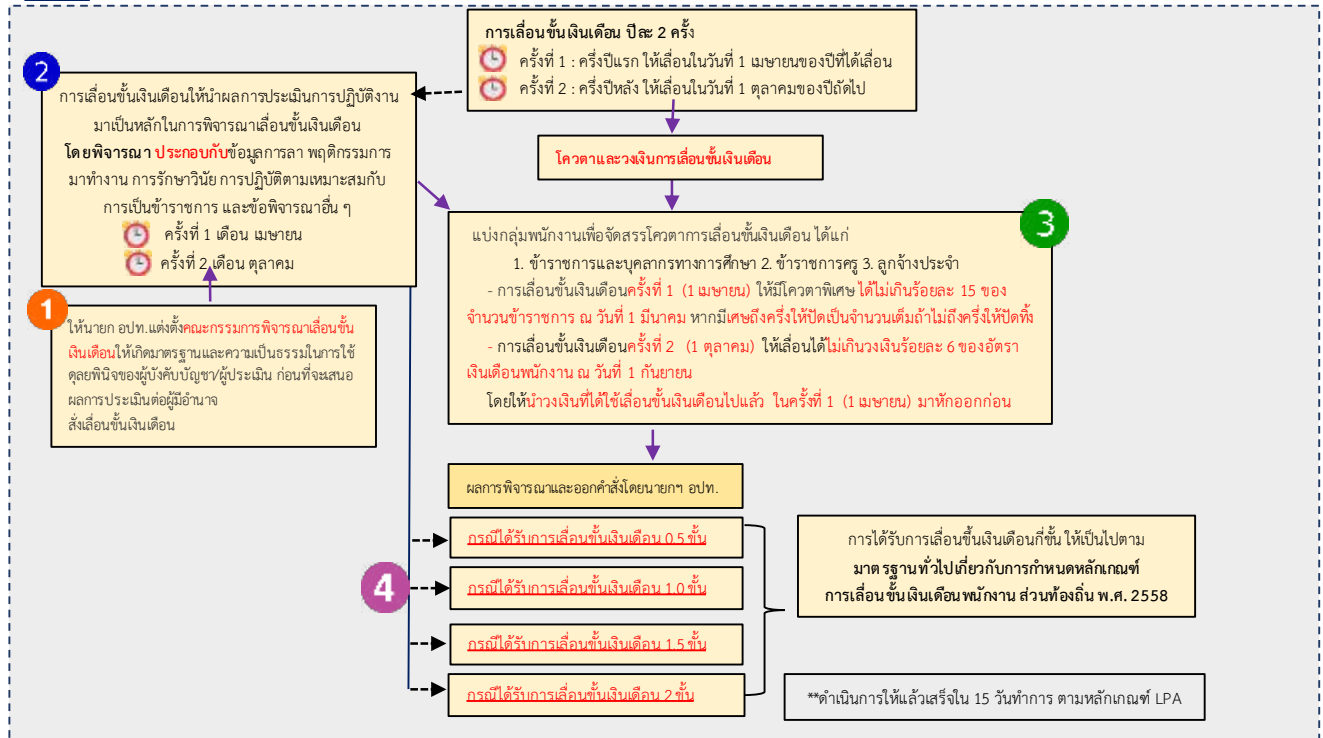 การเลื่อนขั้นเงินเดือน ปีละ 2 ครั้ง
ครั้งที่ 1 : ครึ่งปีแรก ให้เลื่อนในวันที่ 1 เมษายนของปีที่ได้เลื่อน
ครั้งที่ 2 : ครึ่งปีหลัง ให้เลื่อนในวันที่ 1 ตุลาคมของปีถัดไป
2
การเลื่อนขั้นเงินเดือนให้นำผลการประเมินการปฏิบัติงาน
มาเป็นหลักในการพิจารณาเลื่อนขั้นเงินเดือน
โดยพิจารณา ประกอบกับข้อมูลการลา พฤติกรรมการ
มาทำงาน การรักษาวินัย การปฏิบัติตามเหมาะสมกับ
การเป็นข้าราชการ และข้อพิจารณาอื่น ๆ
ครั้งที่ 1 เดือน เมษายน
ครั้งที่ 2 เดือน ตุลาคม
โควตาและวงเงินการเลื่อนขั้นเงินเดือน
3
แบ่งกลุ่มพนักงานเพื่อจัดสรรโควตาการเลื่อนขั้นเงินเดือน ได้แก่
1. ข้าราชการและบุคลากรทางการศึกษา 2. ข้าราชการครู 3. ลูกจ้างประจำ
- การเลื่อนขั้นเงินเดือนครั้งที่ 1 (1 เมษายน) ให้มีโควตาพิเศษ ได้ไม่เกินร้อยละ 15 ของ
จำนวนข้าราชการ ณ วันที่ 1 มีนาคม หากมีเศษถึงครึ่งให้ปัดเป็นจำนวนเต็มถ้าไม่ถึงครึ่งให้ปัดทิ้ง
- การเลื่อนขั้นเงินเดือนครั้งที่ 2 (1 ตุลาคม) ให้เลื่อนได้ไม่เกินวงเงินร้อยละ 6 ของอัตรา
เงินเดือนพนักงาน ณ วันที่ 1 กันยายน
โดยให้นำวงเงินที่ได้ใช้เลื่อนขั้นเงินเดือนไปแล้ว ในครั้งที่ 1 (1 เมษายน) มาหักออกก่อน
1
ให้นายก อปท.แต่งตั้งคณะกรรมการพิจารณาเลื่อนขั้น
เงินเดือนให้เกิดมาตรฐานและความเป็นธรรมในการใช้
ดุลยพินิจของผู้บังคับบัญชา/ผู้ประเมิน ก่อนที่จะเสนอ
ผลการประเมินต่อผู้มีอำนาจ
สั่งเลื่อนขั้นเงินเดือน
ผลการพิจารณาและออกคำสั่งโดยนายกฯ อปท.
4
กรณีได้รับการเลื่อนขั้นเงินเดือน 0.5 ขั้น
กรณีได้รับการเลื่อนขั้นเงินเดือน 1.0 ขั้น
กรณีได้รับการเลื่อนขั้นเงินเดือน 1.5 ขั้น
กรณีได้รับการเลื่อนขั้นเงินเดือน 2 ขั้น
การได้รับการเลื่อนขึ้นเงินเดือนกี่ขั้น ให้เป็นไปตาม
มาตรฐานทั่วไปเกี่ยวกับการกำหนดหลักเกณฑ์
การเลื่อนขั้นเงินเดือนพนักงาน ส่วนท้องถิ่น พ.ศ. 2558
**ดำเนินการให้แล้วเสร็จใน 15 วันทำการ ตามหลักเกณฑ์ LPA